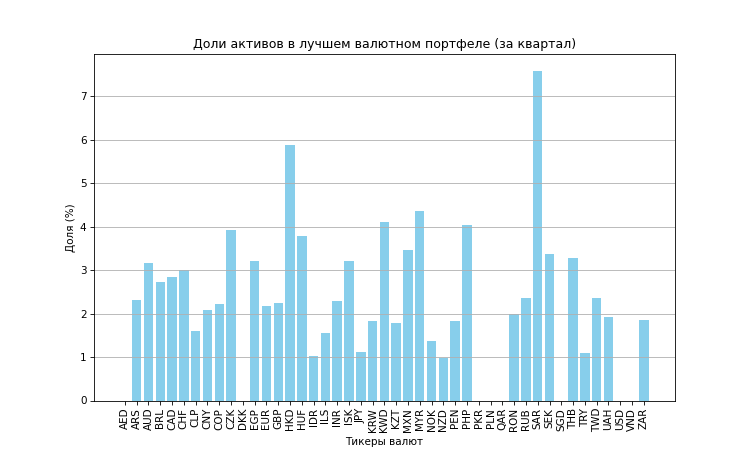 Доли активов в лучшем валютном портфеле (за квартал)
Доля (%)
7
6
5
4
3
2
1
0
AED ARS AUD BRL CAD CHF CLP CNY COP CZK DKK EGP EUR GBP HKD HUF IDR ILS INR ISK JPY KRW KWD KZT MXN MYR NOK NZD PEN PHP PKR PLN QAR RON RUB SAR SEK SGD THB TRY TWD UAH USD VND ZAR
Тикеры валют